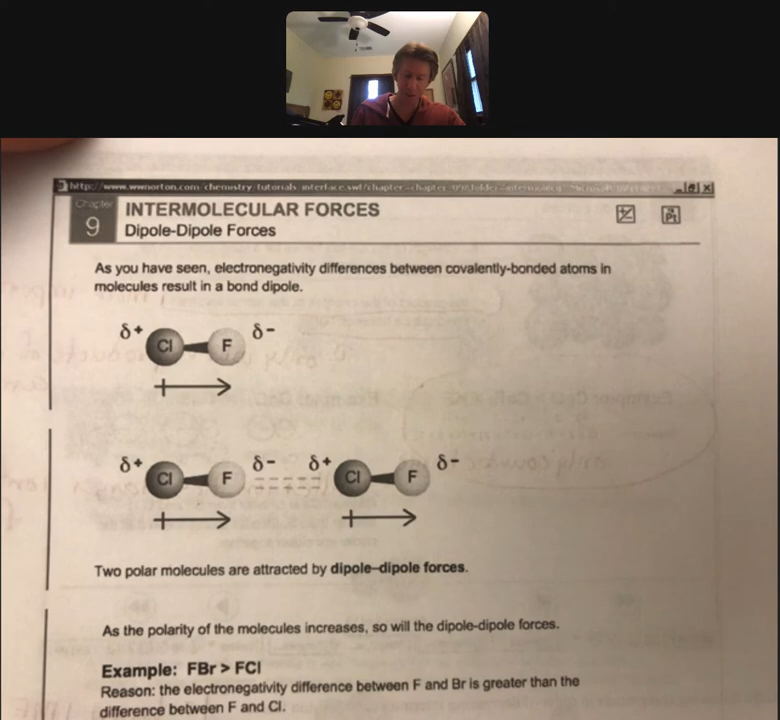 Chapter
9
INTERMOLECULAR FORCES
Dipole-Dipole Forces
As you have seen, electronegativity differences between covalently-bonded atoms in
molecules result in a bond dipole.
δ+ Cl F δ-
δ+ Cl F δ- δ+ Cl F δ-
Two polar molecules are attracted by dipole–dipole forces.
As the polarity of the molecules increases, so will the dipole-dipole forces.
Example: FBr > FCl
Reason: the electronegativity difference between F and Br is greater than the
difference between F and Cl.